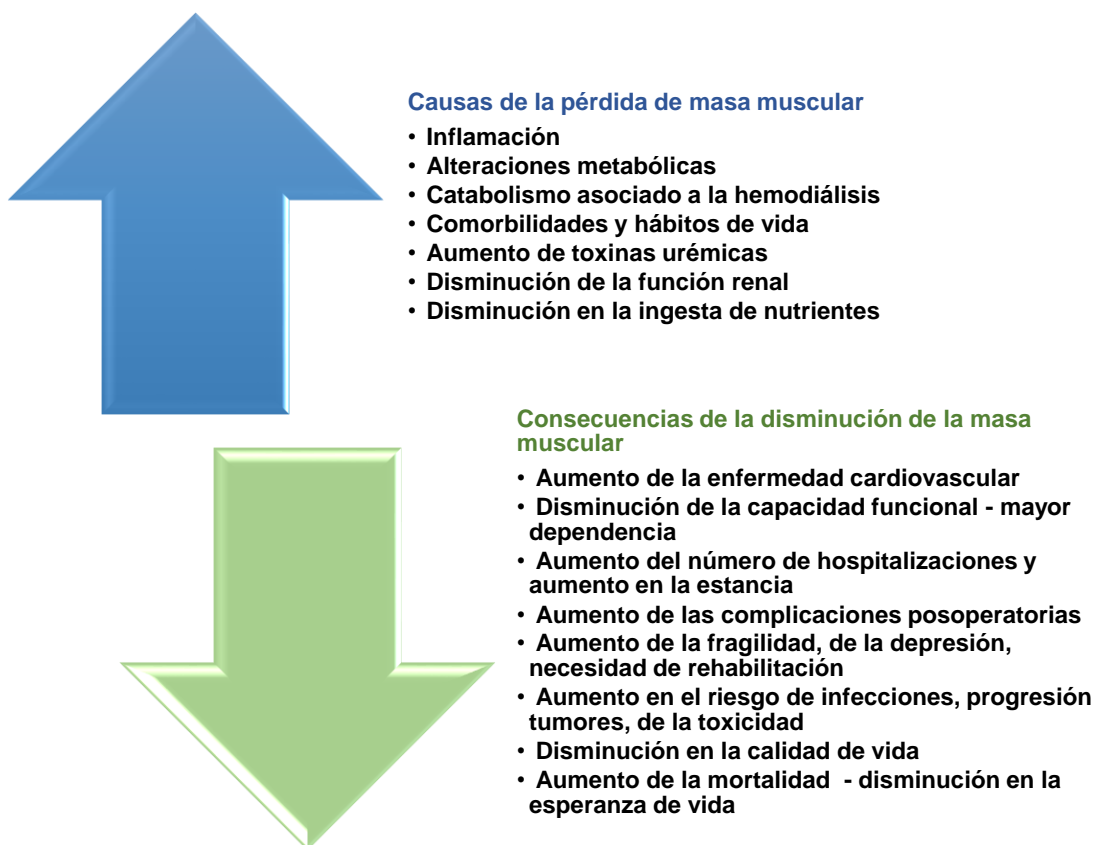 Causas de la pérdida de masa muscular
• Inflamación
• Alteraciones metabólicas
• Catabolismo asociado a la hemodiálisis
• Comorbilidades y hábitos de vida
• Aumento de toxinas urémicas
• Disminución de la función renal
• Disminución en la ingesta de nutrientes
Consecuencias de la disminución de la masa
muscular
• Aumento de la enfermedad cardiovascular
• Disminución de la capacidad funcional - mayor
dependencia
• Aumento del número de hospitalizaciones y
aumento en la estancia
• Aumento de las complicaciones posoperatorias
• Aumento de la fragilidad, de la depresión,
necesidad de rehabilitación
• Aumento en el riesgo de infecciones, progresión
tumores, de la toxicidad
• Disminución en la calidad de vida
• Aumento de la mortalidad - disminución en la
esperanza de vida